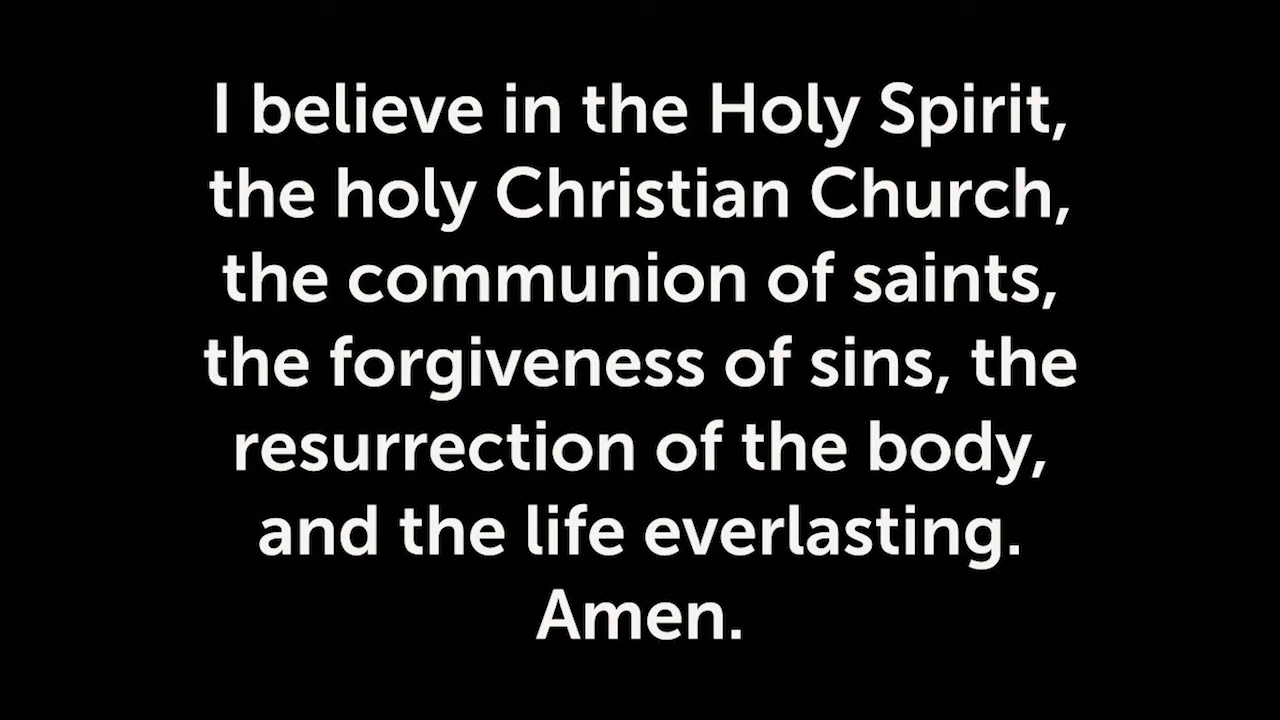 I believe in the Holy Spirit,
the holy Christian Church,
the communion of saints,
the forgiveness of sins, the
resurrection of the body,
and the life everlasting.
Amen.